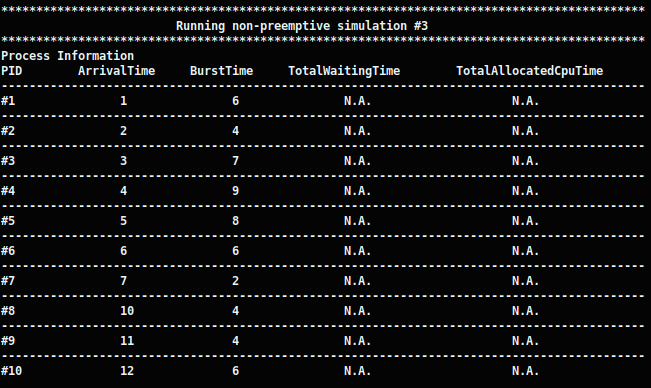 ********************************************************************************************
Running non-preemptive simulation #3
********************************************************************************************
Process Information
PID ArrivalTime BurstTime TotalWaitingTime TotalAllocatedCpuTime
--------------------------------------------------------------------------------------------
#1 1 6 N.A. N.A.
--------------------------------------------------------------------------------------------
#2 2 4 N.A. N.A.
--------------------------------------------------------------------------------------------
#3 3 7 N.A. N.A.
--------------------------------------------------------------------------------------------
#4 4 9 N.A. N.A.
--------------------------------------------------------------------------------------------
#5 5 8 N.A. N.A.
--------------------------------------------------------------------------------------------
#6 6 6 N.A. N.A.
--------------------------------------------------------------------------------------------
#7 7 2 N.A. N.A.
--------------------------------------------------------------------------------------------
#8 10 4 N.A. N.A.
--------------------------------------------------------------------------------------------
#9 11 4 N.A. N.A.
--------------------------------------------------------------------------------------------
#10 12 6 N.A. N.A.